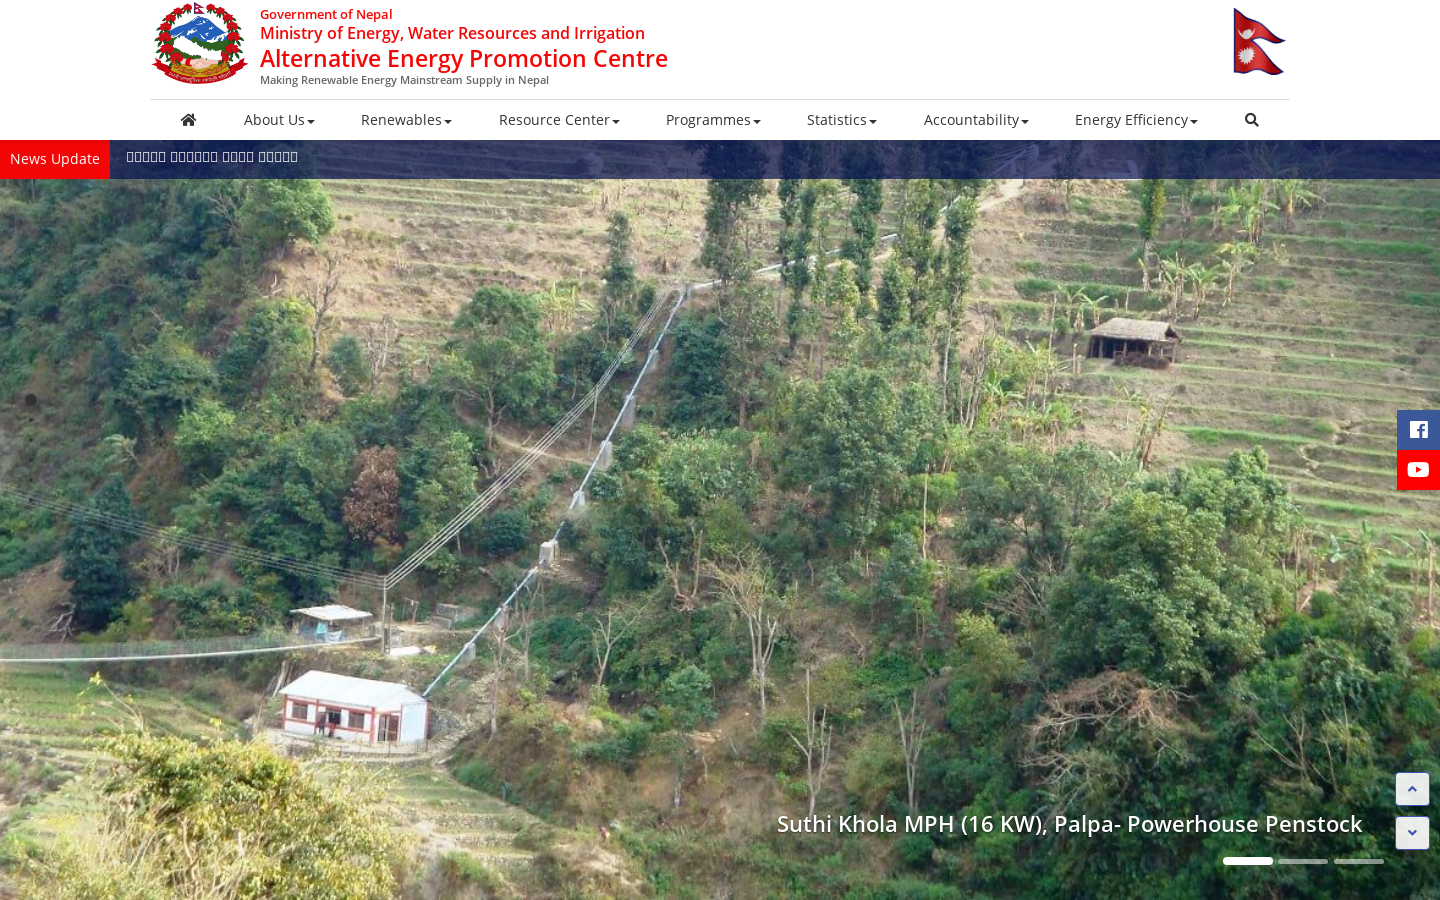 Government of Nepal
Ministry of Energy, Water Resources and Irrigation
Alternative Energy Promotion Centre
Making Renewable Energy Mainstream Supply in Nepal
About Us
Renewables
Resource Center
Programmes
Statistics
Accountability
Energy Efficiency
News Update
Suthi Khola MPH (16 KW), Palpa- Powerhouse Penstock